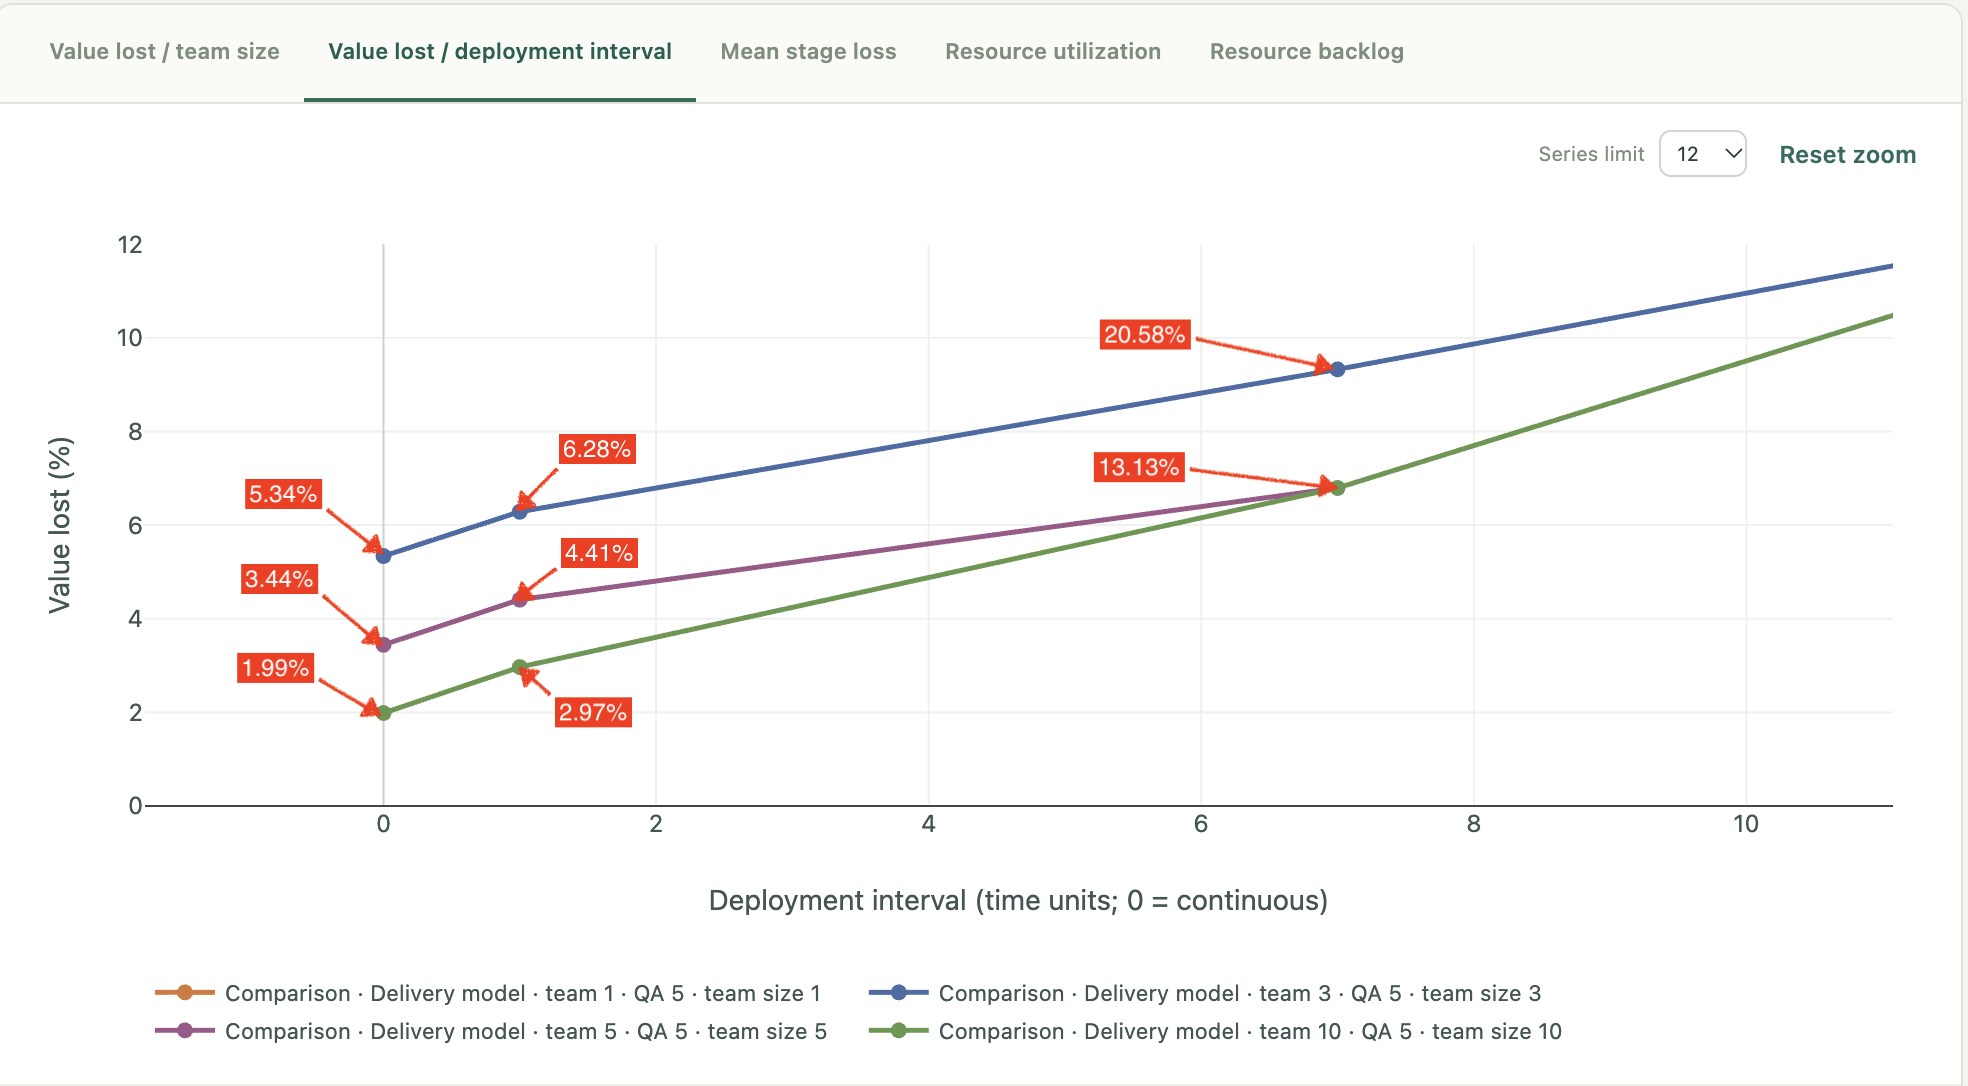 Value lost / team size
Value lost / deployment interval
Mean stage loss
Resource utilization
Resource backlog
Series limit
12
Reset zoom
12
10
8
6
4
2
0
Value lost (%)
20.58%
6.28%
13.13%
5.34%
4.41%
3.44%
1.99%
2.97%
0
2
4
6
8
10
Deployment interval (time units; 0 = continuous)
Comparison · Delivery model · team 1 · QA 5 · team size 1
Comparison · Delivery model · team 3 · QA 5 · team size 3
Comparison · Delivery model · team 5 · QA 5 · team size 5
Comparison · Delivery model · team 10 · QA 5 · team size 10